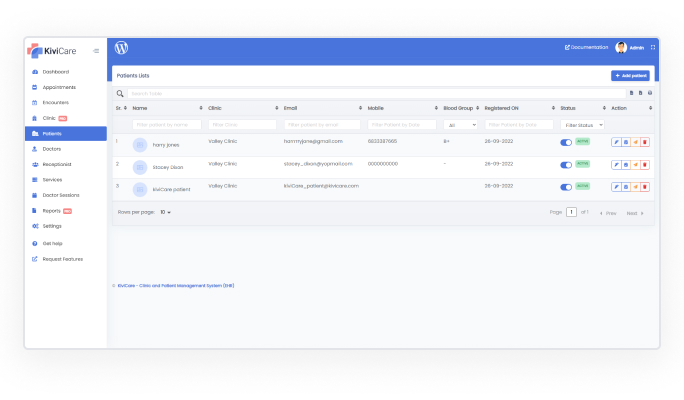 KiviCare
Documentation Admin
Dashboard
Appointments
Encounters
Clinic PRO
Patients
Doctors
Receptionist
Services
Doctor Sessions
Reports PRO
Settings
Get help
Request Features
Patients Lists
+ Add patient
Search Table
Sr. Name Clinic Email Mobile Blood Group Registered ON Status Action
Filter patient by name Filter Clinic Filter patient by email Filter Patient by Date All Filter Patient by Date Filter Status
1 harry jones Valley Clinic 9833387665 B+ 26-09-2022 ACTIVE
2 Stacey Dixon Valley Clinic stacey_dixon@yopmail.com 0000000000 - 26-09-2022 ACTIVE
3 kiviCare patient Valley Clinic kiviCare_patient@kivicare.com 26-09-2022 ACTIVE
Rows per page: 10 Page 1 of 1 Prev Next
© KiviCare - Clinic and Patient Management System (EHR)